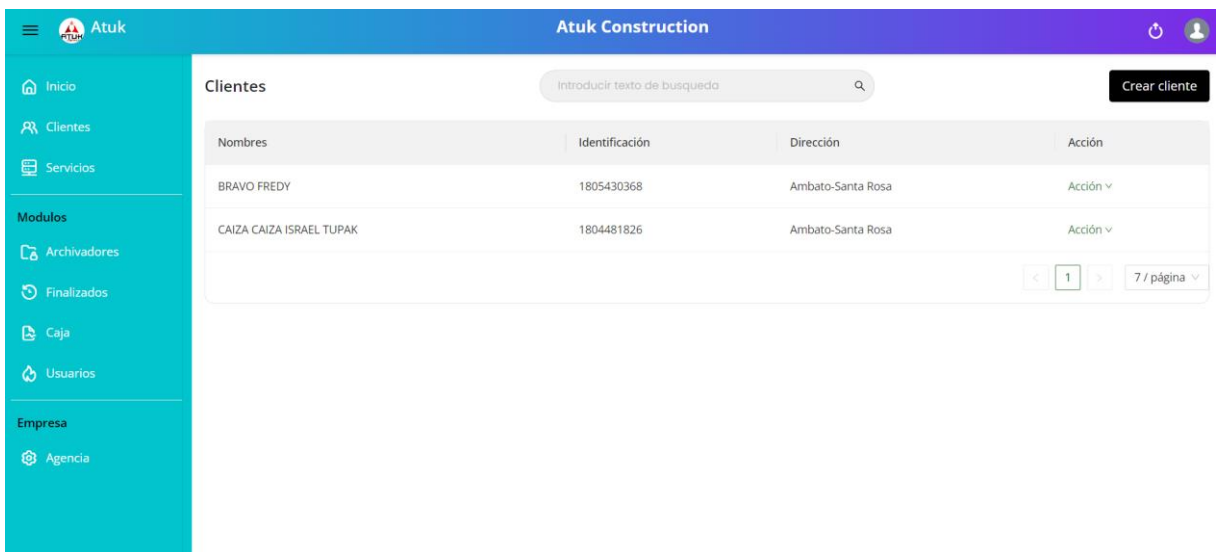 Atuk
Atuk Construction
Inicio
Clientes
Servicios
Modulos
Archivadores
Finalizados
Caja
Usuarios
Empresa
Agencia
Clientes
Introducir texto de busqueda
Crear cliente
Nombres Identificación Dirección Acción
BRAVO FREDY 1805430368 Ambato-Santa Rosa Acción
CAIZA CAIZA ISRAEL TUPAK 1804481826 Ambato-Santa Rosa Acción
< 1 > 7 / página